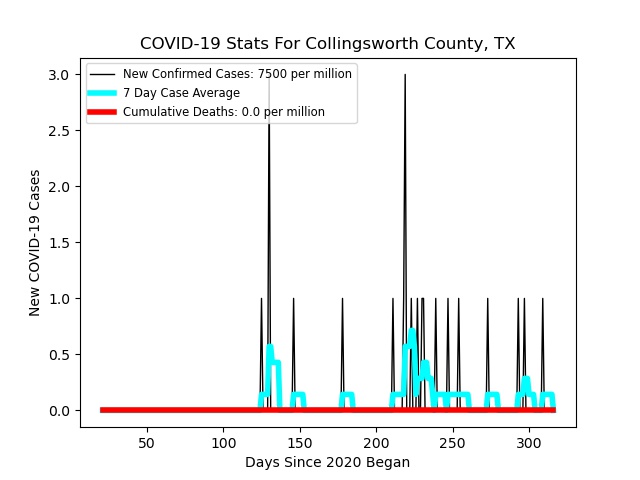 COVID-19 Stats For Collingsworth County, TX
New Confirmed Cases: 7500 per million
7 Day Case Average
Cumulative Deaths: 0.0 per million
New COVID-19 Cases
3.0
2.5
2.0
1.5
1.0
0.5
0.0
50 100 150 200 250 300
Days Since 2020 Began